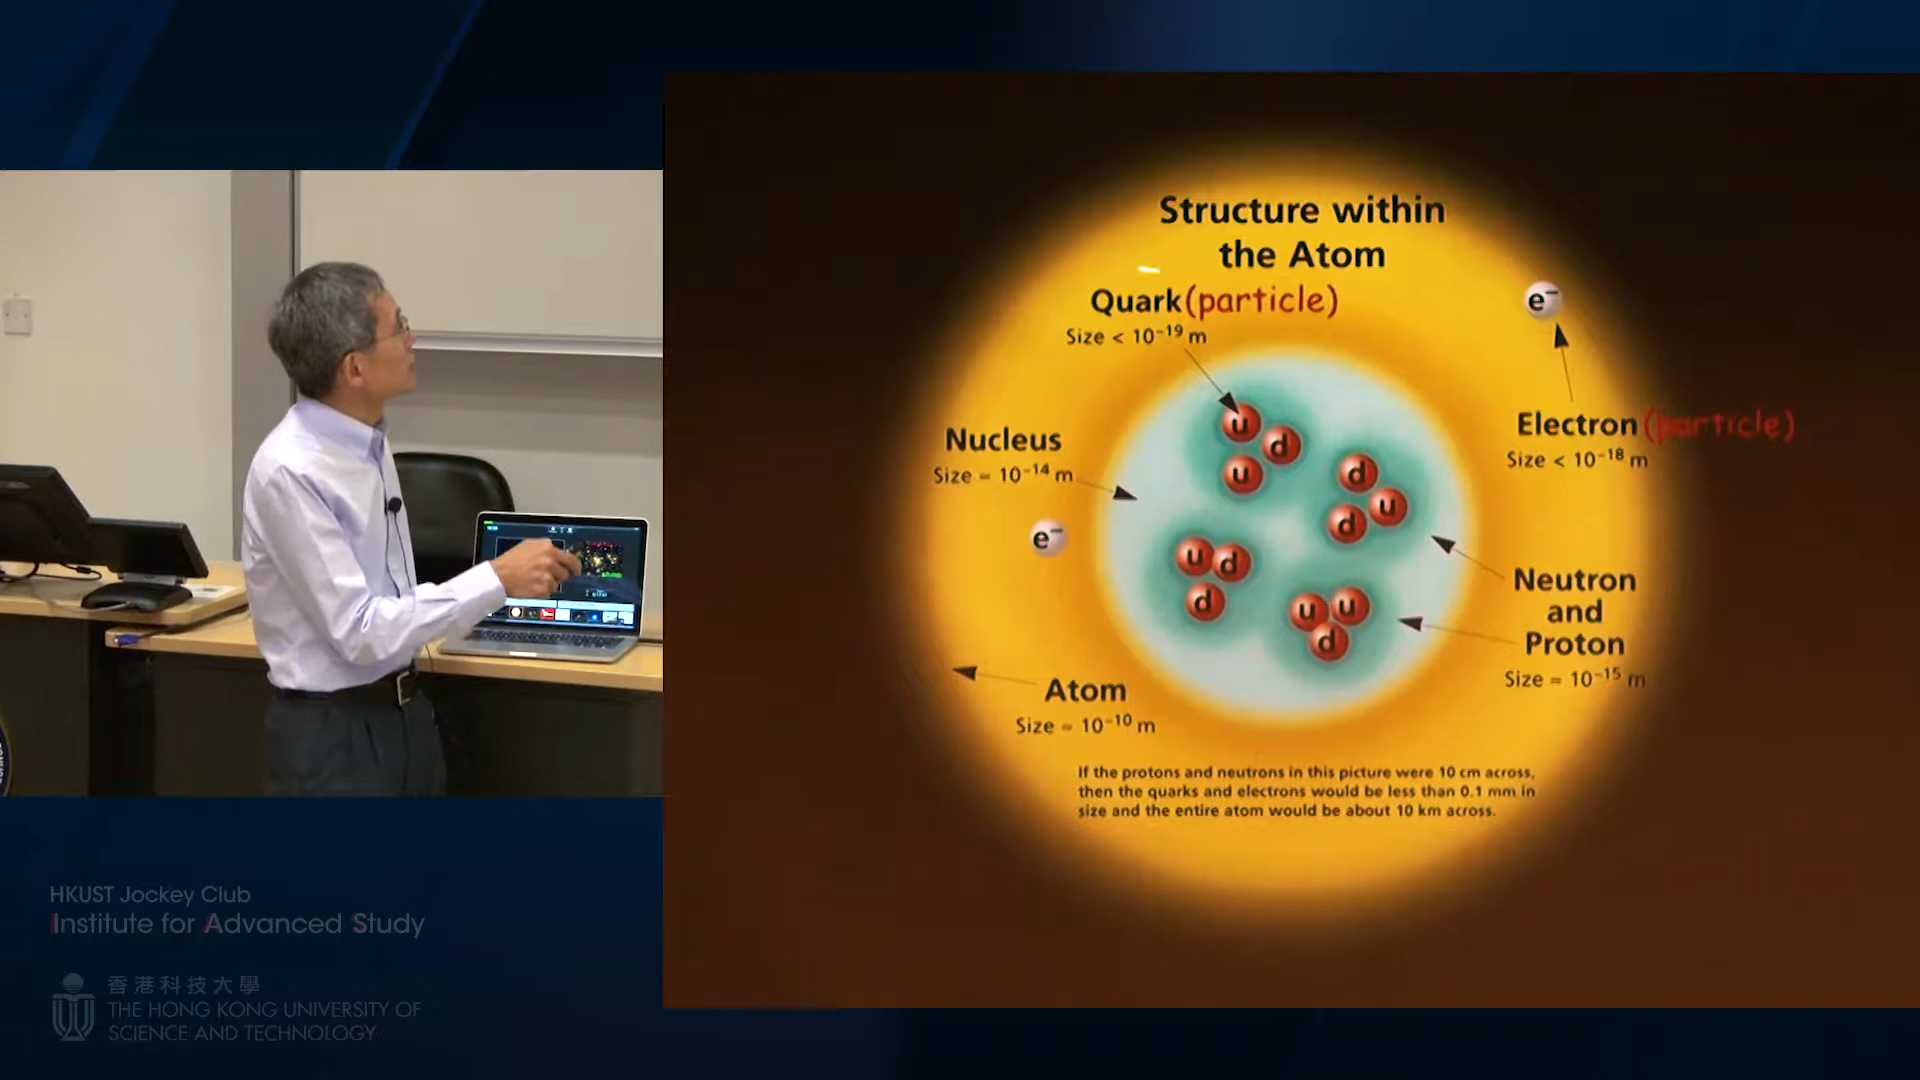 Structure within
the Atom
Quark(particle)
Size < 10⁻¹⁹ m
e⁻
Electron(particle)
Size < 10⁻¹⁸ m
Nucleus
Size ≈ 10⁻¹⁴ m
u
d
u
d
u
d
e⁻
u
d
d
u
u
d
Neutron
and
Proton
Size ≈ 10⁻¹⁵ m
Atom
Size ≈ 10⁻¹⁰ m
If the protons and neutrons in this picture were 10 cm across,
then the quarks and electrons would be less than 0.1 mm in
size and the entire atom would be about 10 km across.
HKUST Jockey Club
Institute for Advanced Study
香港科技大學
THE HONG KONG UNIVERSITY OF
SCIENCE AND TECHNOLOGY